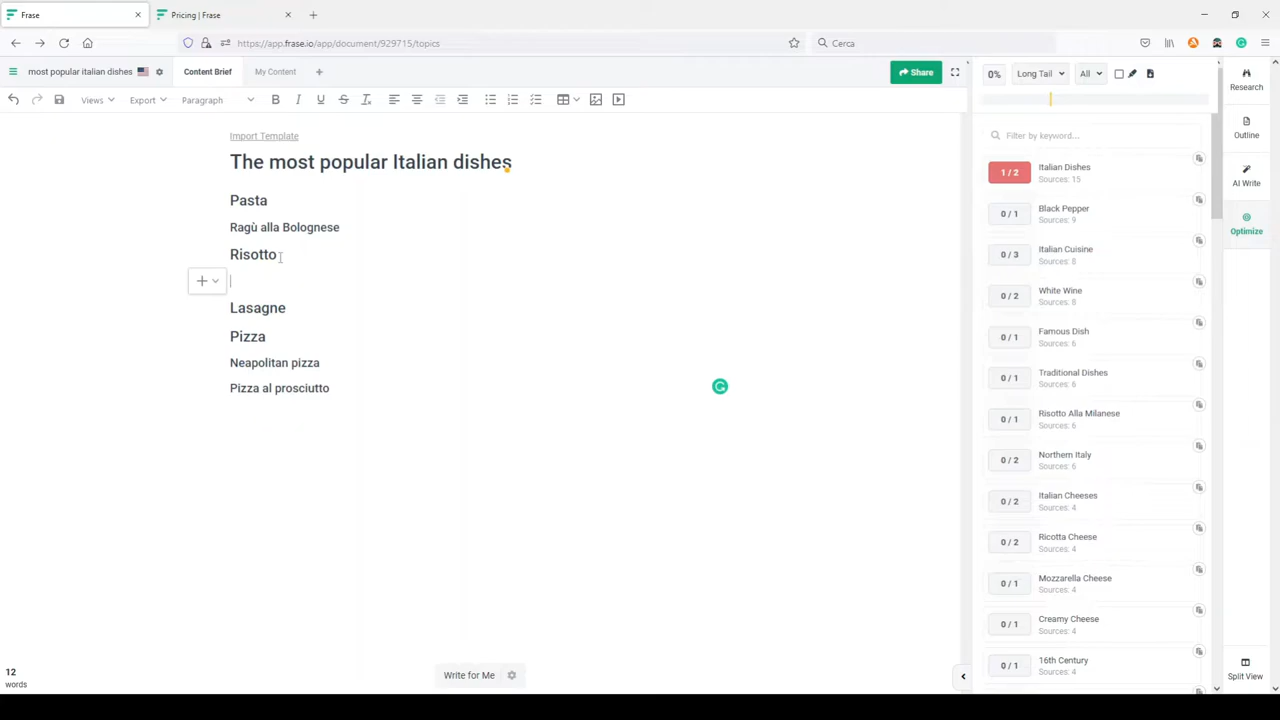 Frase
Pricing | Frase
https://app.frase.io/app/document/929715/topics
Cerca
most popular italian dishes
Content Brief
My Content
Share
0%
Long Tail
All
Research
Views
Export
Paragraph
Import Template
The most popular Italian dishes
Pasta
Ragù alla Bolognese
Risotto
Lasagne
Pizza
Neapolitan pizza
Pizza al prosciutto
Filter by keyword...
1 / 2 Italian Dishes
Sources: 15
0 / 1 Black Pepper
Sources: 9
0 / 3 Italian Cuisine
Sources: 8
0 / 2 White Wine
Sources: 8
0 / 1 Famous Dish
Sources: 6
0 / 1 Traditional Dishes
Sources: 6
0 / 1 Risotto Alla Milanese
Sources: 6
0 / 2 Northern Italy
Sources: 6
0 / 2 Italian Cheeses
Sources: 4
0 / 2 Ricotta Cheese
Sources: 4
0 / 1 Mozzarella Cheese
Sources: 4
0 / 1 Creamy Cheese
Sources: 4
0 / 1 16th Century
Sources: 4
Outline
AI Write
Optimize
Split View
12
words
Write for Me